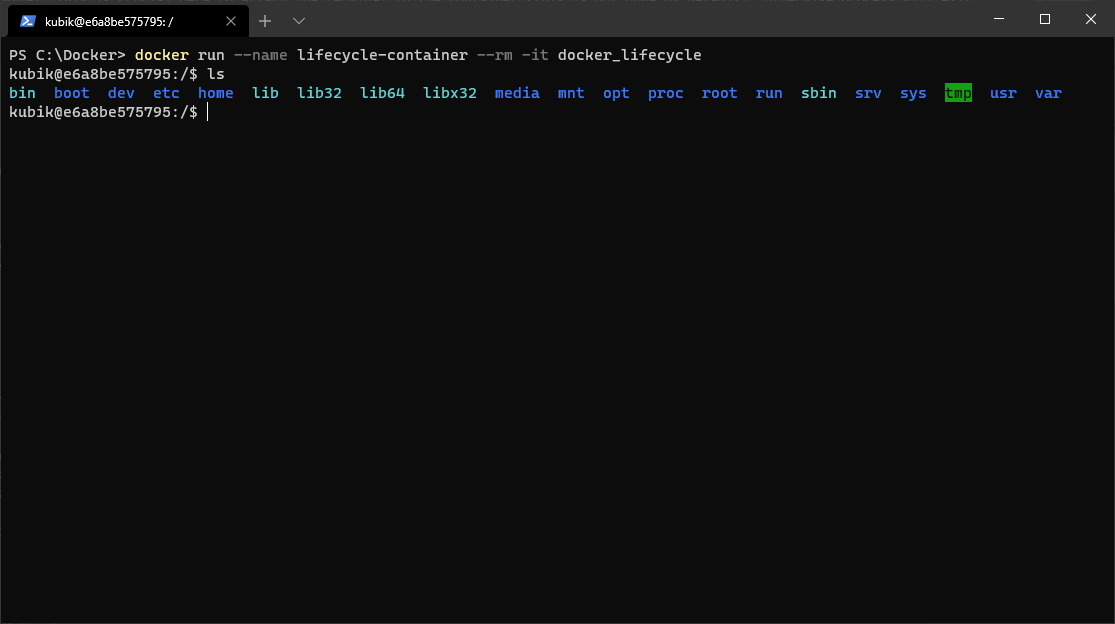 kubik@e6a8be575795: /
PS C:\Docker> docker run --name lifecycle-container --rm -it docker_lifecycle
kubik@e6a8be575795:/$ ls
bin  boot  dev  etc  home  lib  lib32  lib64  libx32  media  mnt  opt  proc  root  run  sbin  srv  sys  tmp  usr  var
kubik@e6a8be575795:/$